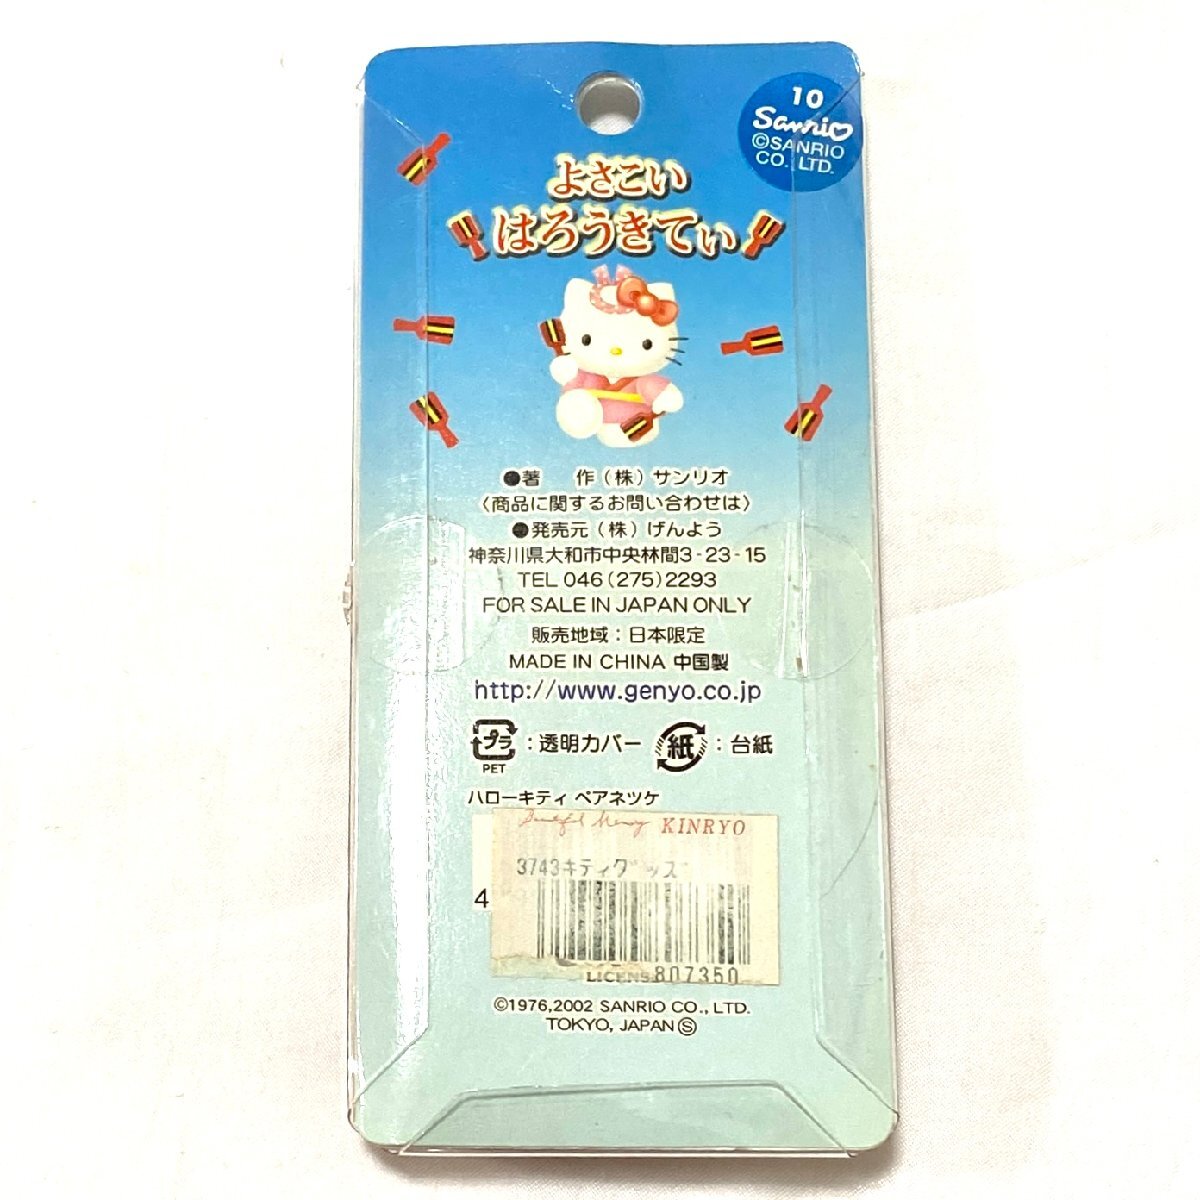 10
Sanrio
©SANRIO
CO., LTD.
よさこい
はろうきてぃ
●著　作（株）サンリオ
〈商品に関するお問い合わせは〉
●発売元（株）げんよう
神奈川県大和市中央林間3-23-15
TEL 046(275)2293
FOR SALE IN JAPAN ONLY
販売地域：日本限定
MADE IN CHINA 中国製
http://www.genyo.co.jp
プラ：透明カバー 紙：台紙
PET
ハローキティ ペアネツケ
KINRYO
3743キティグッズ
4
LICENS
807350
©1976,2002 SANRIO CO., LTD.
TOKYO, JAPAN Ⓢ